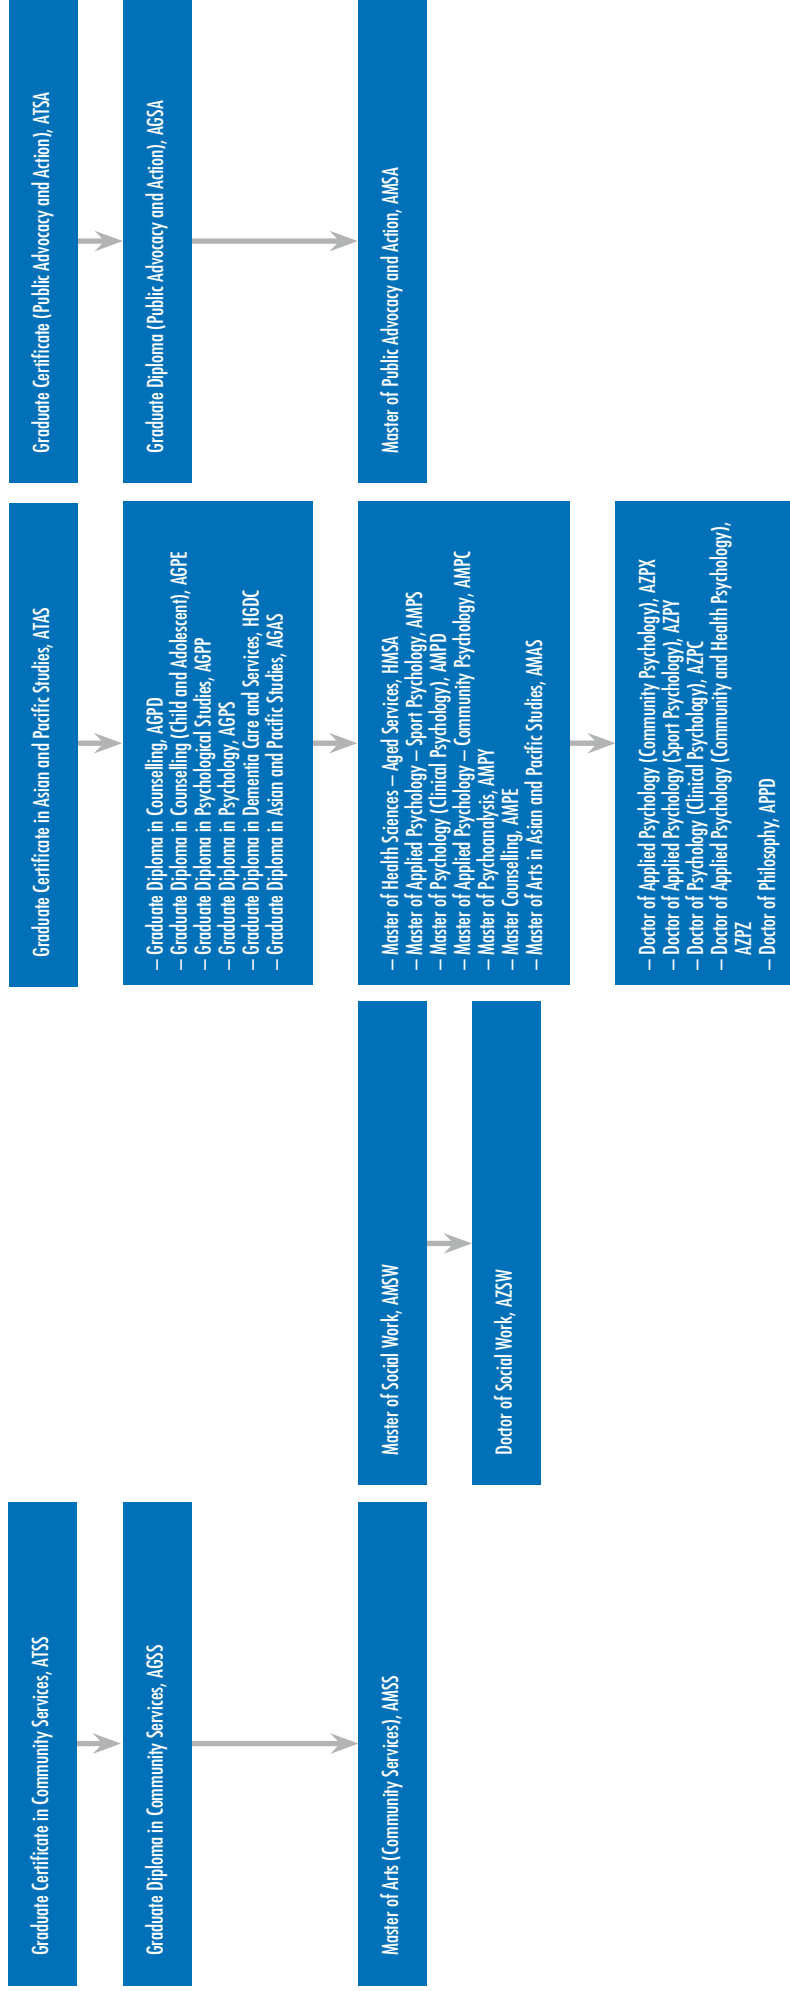 Graduate Certificate in Community Services, ATSS
Graduate Diploma in Community Services, AGSS
Master of Arts (Community Services), AMSS
Master of Social Work, AMSW
Doctor of Social Work, AZSW
Graduate Certificate in Asian and Pacific Studies, ATAS
– Graduate Diploma in Counselling, AGPD
– Graduate Diploma in Counselling (Child and Adolescent), AGPE
– Graduate Diploma in Psychological Studies, AGPP
– Graduate Diploma in Psychology, AGPS
– Graduate Diploma in Dementia Care and Services, HGDC
– Graduate Diploma in Asian and Pacific Studies, AGAS
– Master of Health Sciences – Aged Services, HMSA
– Master of Applied Psychology – Sport Psychology, AMPS
– Master of Psychology (Clinical Psychology), AMPD
– Master of Applied Psychology – Community Psychology, AMPC
– Master of Psychoanalysis, AMPY
– Master Counselling, AMPE
– Master of Arts in Asian and Pacific Studies, AMAS
– Doctor of Applied Psychology (Community Psychology), AZPX
– Doctor of Applied Psychology (Sport Psychology), AZPY
– Doctor of Psychology (Clinical Psychology), AZPC
– Doctor of Applied Psychology (Community and Health Psychology),
AZPZ
– Doctor of Philosophy, APPD
Graduate Certificate (Public Advocacy and Action), ATSA
Graduate Diploma (Public Advocacy and Action), AGSA
Master of Public Advocacy and Action, AMSA